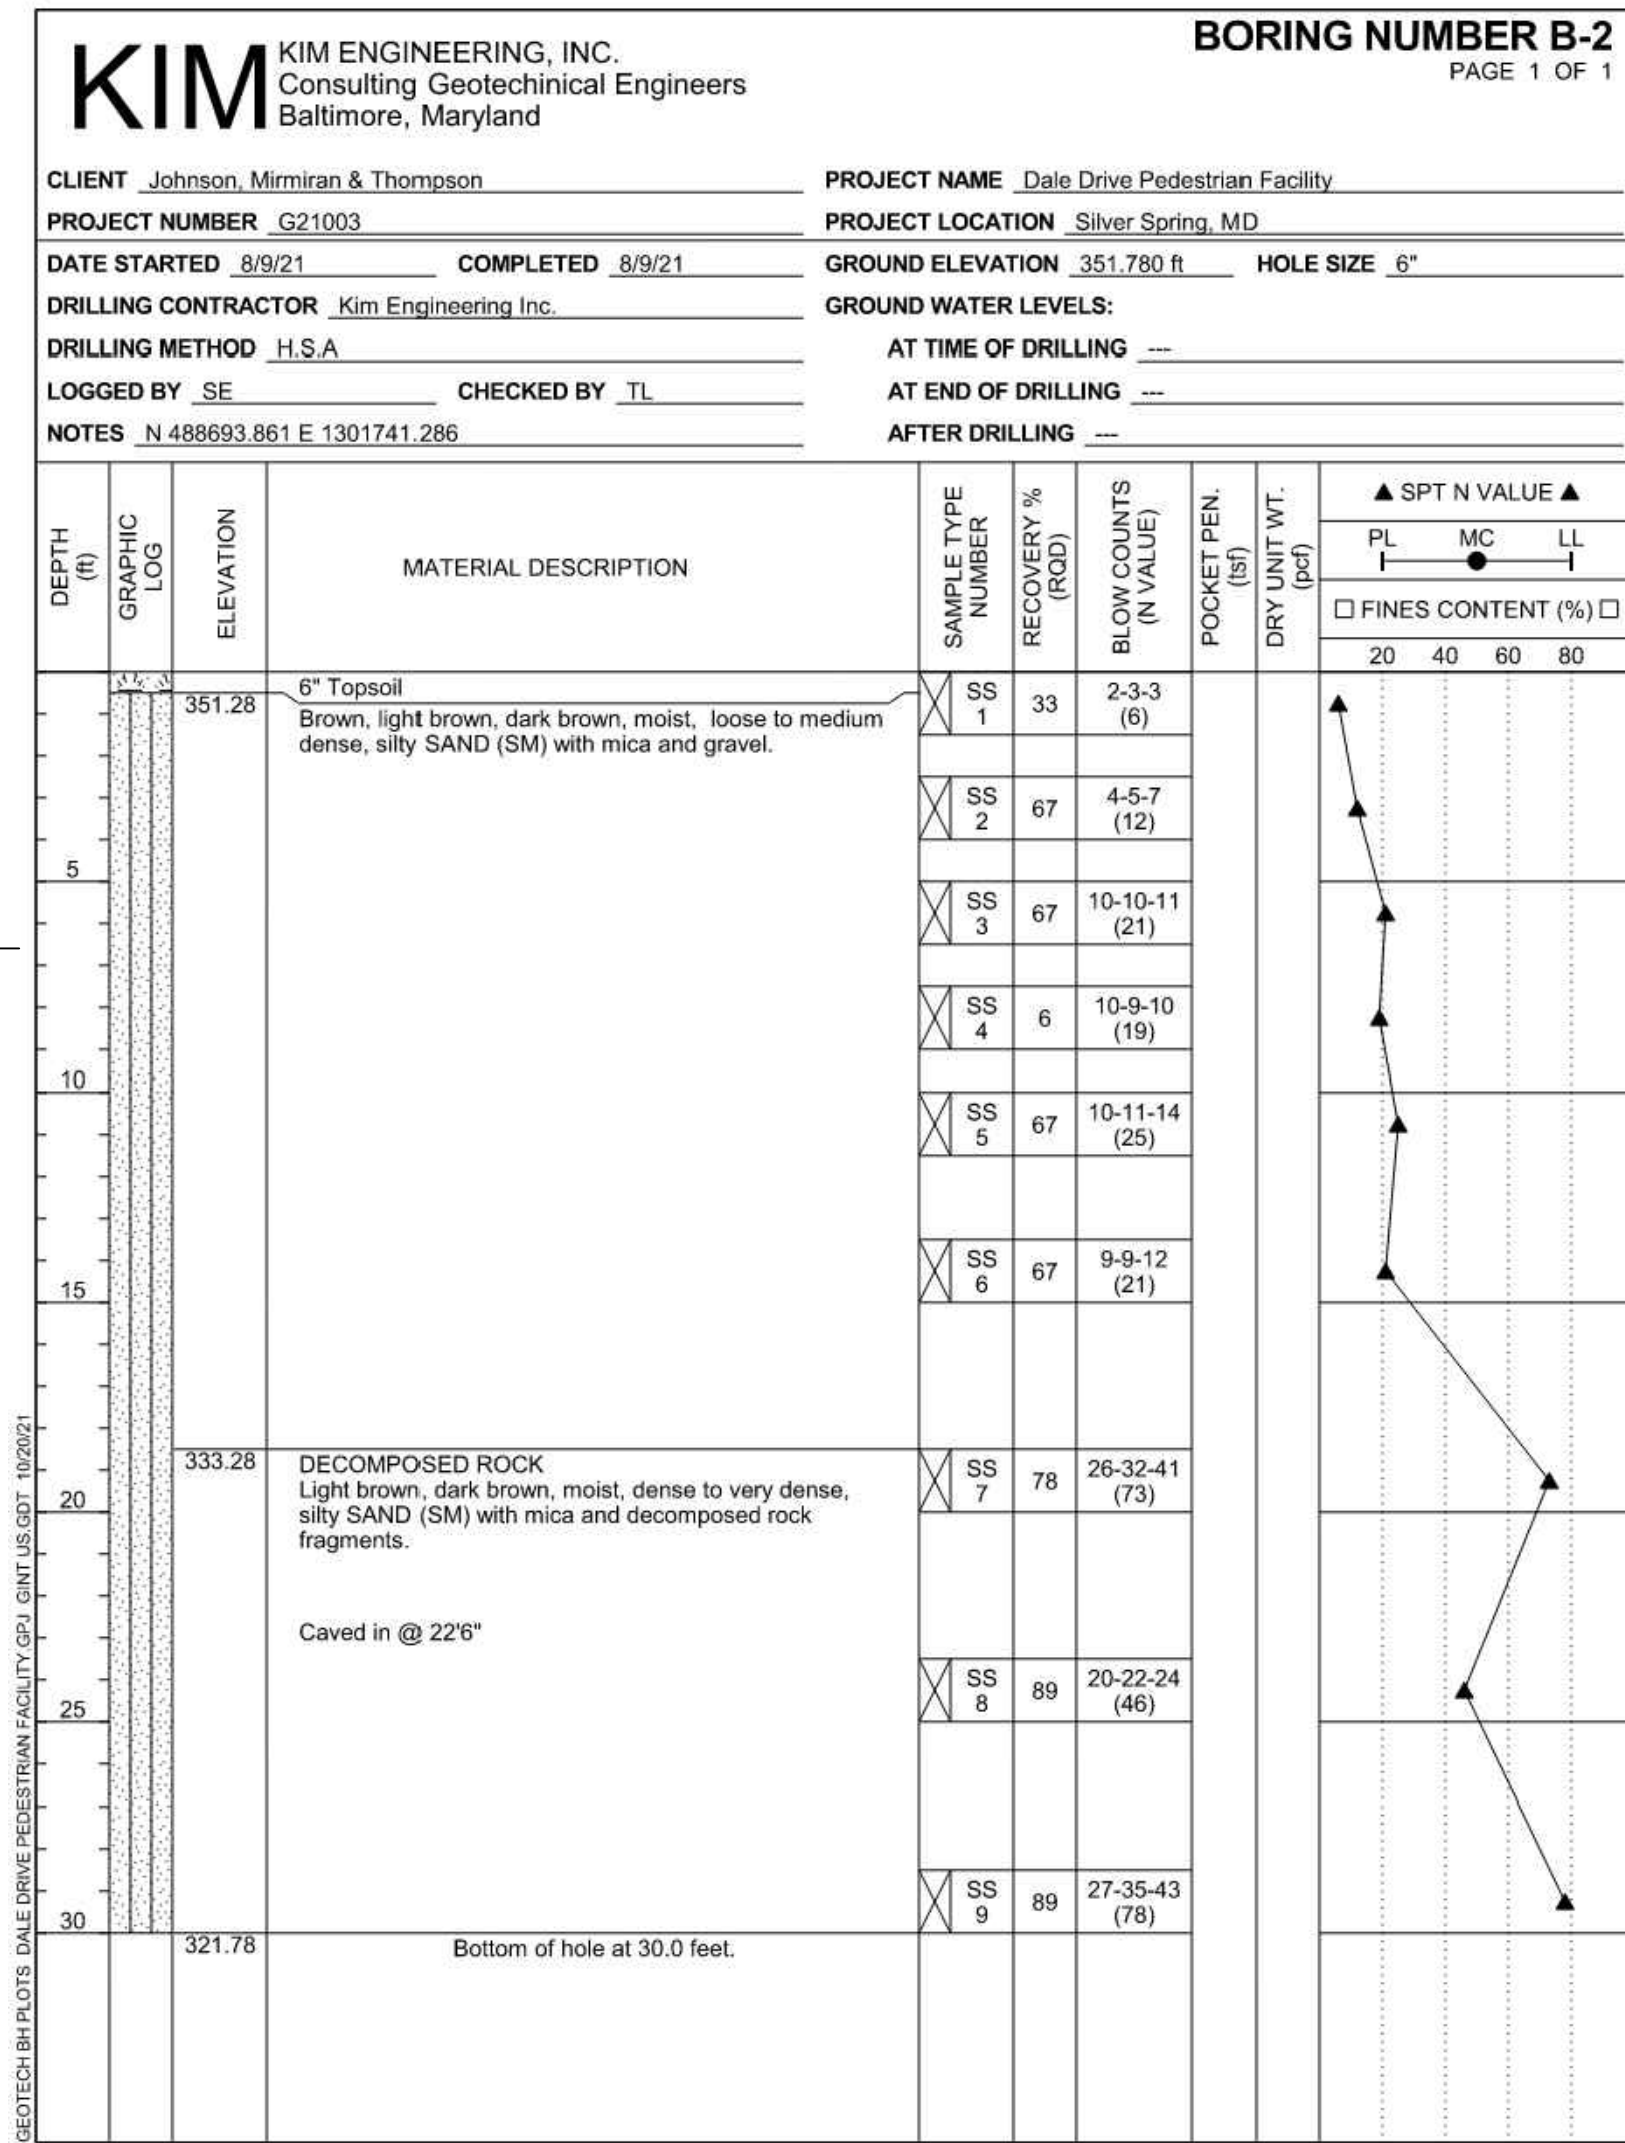 BORING NUMBER B-2
PAGE 1 OF 1
KIM
KIM ENGINEERING, INC.
Consulting Geotechinical Engineers
Baltimore, Maryland
CLIENT Johnson, Mirmiran & Thompson
PROJECT NAME Dale Drive Pedestrian Facility
PROJECT NUMBER G21003
PROJECT LOCATION Silver Spring, MD
DATE STARTED 8/9/21 COMPLETED 8/9/21
GROUND ELEVATION 351.780 ft HOLE SIZE 6"
DRILLING CONTRACTOR Kim Engineering Inc.
GROUND WATER LEVELS:
DRILLING METHOD H.S.A
AT TIME OF DRILLING ---
LOGGED BY SE CHECKED BY TL
AT END OF DRILLING ---
NOTES N 488693.861 E 1301741.286
AFTER DRILLING ---
DEPTH
(ft)
GRAPHIC
LOG
ELEVATION
MATERIAL DESCRIPTION
SAMPLE TYPE
NUMBER
RECOVERY %
(RQD)
BLOW COUNTS
(N VALUE)
POCKET PEN.
(tsf)
DRY UNIT WT.
(pcf)
▲ SPT N VALUE ▲
PL MC LL
□ FINES CONTENT (%) □
20 40 60 80
351.28
6" Topsoil
Brown, light brown, dark brown, moist, loose to medium
dense, silty SAND (SM) with mica and gravel.
SS
1
33
2-3-3
(6)
SS
2
67
4-5-7
(12)
5
SS
3
67
10-10-11
(21)
SS
4
6
10-9-10
(19)
10
SS
5
67
10-11-14
(25)
SS
6
67
9-9-12
(21)
15
333.28
DECOMPOSED ROCK
Light brown, dark brown, moist, dense to very dense,
silty SAND (SM) with mica and decomposed rock
fragments.
SS
7
78
26-32-41
(73)
20
Caved in @ 22'6"
SS
8
89
20-22-24
(46)
25
SS
9
89
27-35-43
(78)
30
321.78
Bottom of hole at 30.0 feet.
GEOTECH BH PLOTS DALE DRIVE PEDESTRIAN FACILITY.GPJ GINT US.GDT 10/20/21